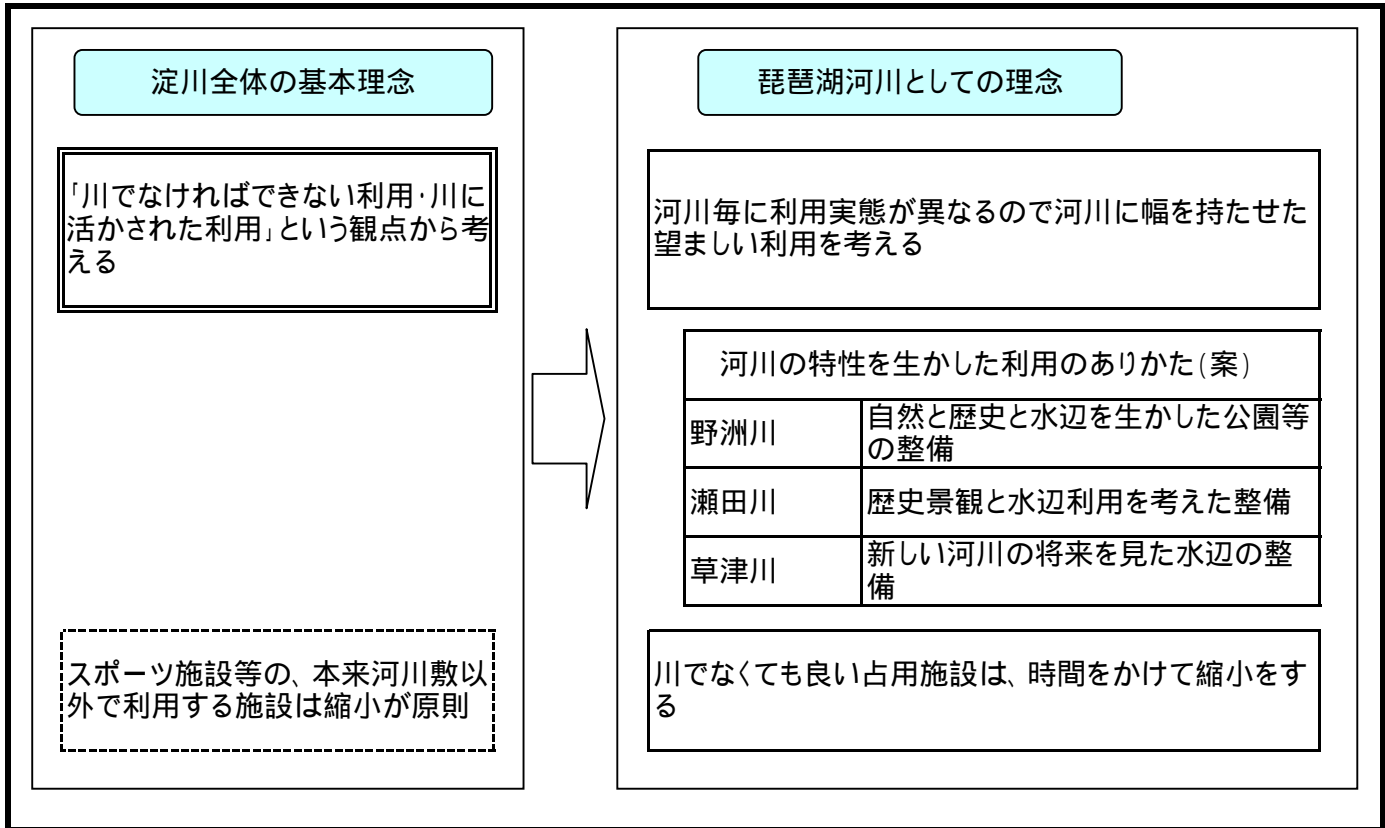 淀川全体の基本理念
「川でなければできない利用・川に
活かされた利用」という観点から考
える
スポーツ施設等の、本来河川敷以
外で利用する施設は縮小が原則
琵琶湖河川としての理念
河川毎に利用実態が異なるので河川に幅を持たせた
望ましい利用を考える
河川の特性を生かした利用のありかた(案)
野洲川
自然と歴史と水辺を生かした公園等
の整備
瀬田川
歴史景観と水辺利用を考えた整備
草津川
新しい河川の将来を見た水辺の整
備
川でなくても良い占用施設は、時間をかけて縮小をす
る